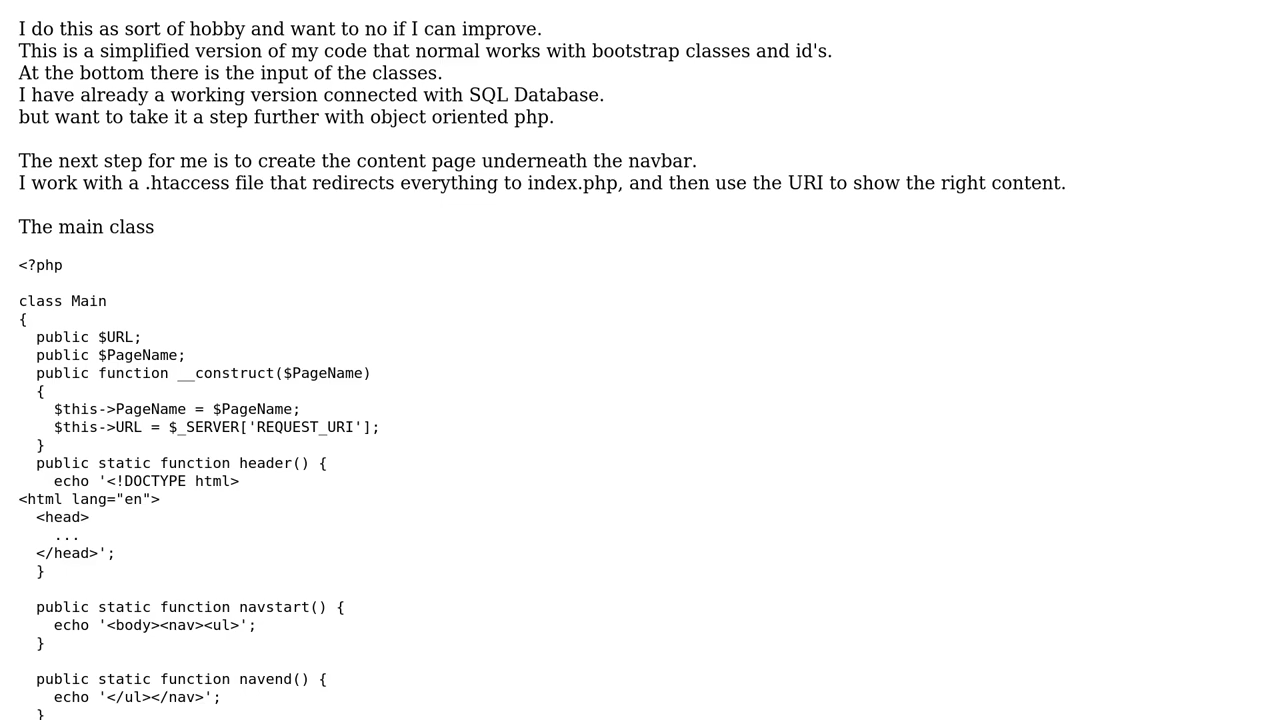 I do this as sort of hobby and want to no if I can improve.
This is a simplified version of my code that normal works with bootstrap classes and id's.
At the bottom there is the input of the classes.
I have already a working version connected with SQL Database.
but want to take it a step further with object oriented php.

The next step for me is to create the content page underneath the navbar.
I work with a .htaccess file that redirects everything to index.php, and then use the URI to show the right content.

The main class

<?php

class Main
{
  public $URL;
  public $PageName;
  public function __construct($PageName)
  {
    $this->PageName = $PageName;
    $this->URL = $_SERVER['REQUEST_URI'];
  }
  public static function header() {
    echo '<!DOCTYPE html>
<html lang="en">
  <head>
    ...
  </head>';
  }

  public static function navstart() {
    echo '<body><nav><ul>';
  }

  public static function navend() {
    echo '</ul></nav>';
  }